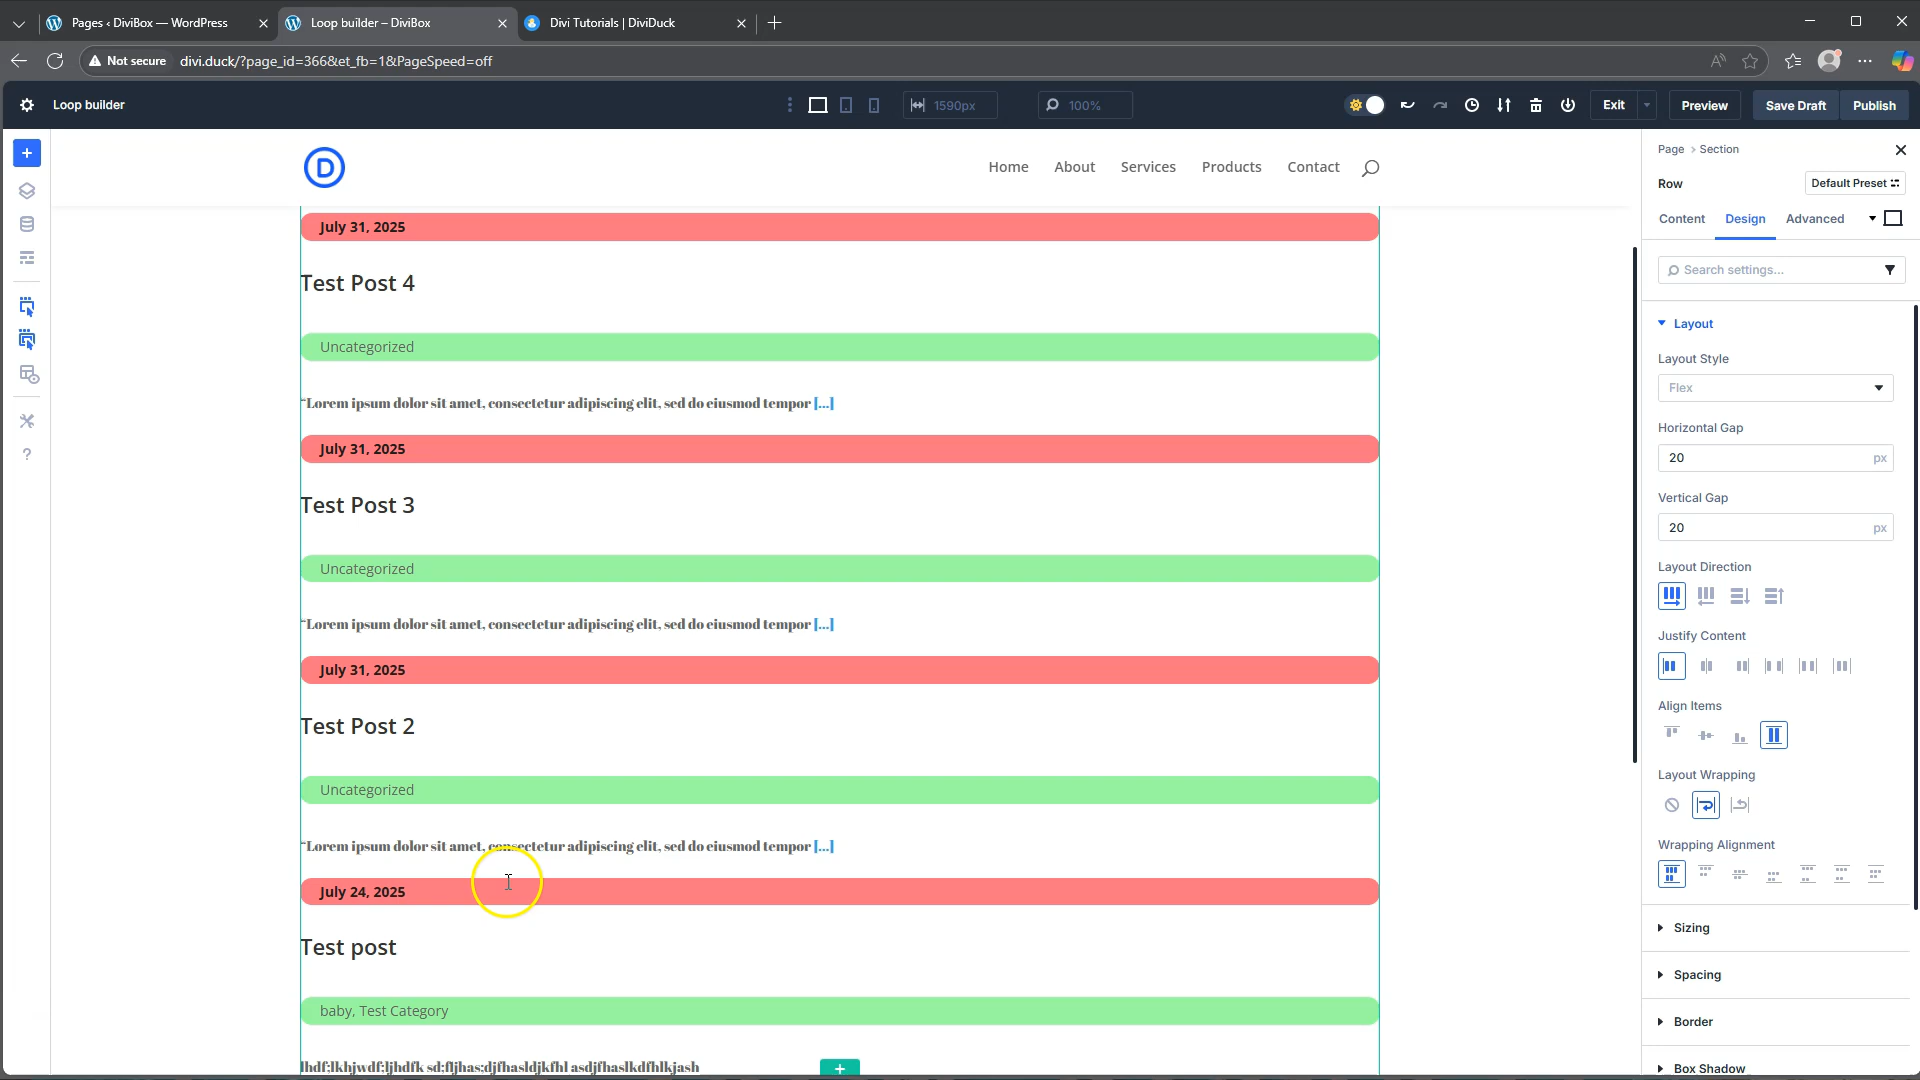 Pages ‹ DiviBox — WordPress
Loop builder – DiviBox
Divi Tutorials | DiviDuck
Not secure
divi.duck/?page_id=366&et_fb=1&PageSpeed=off
Loop builder
1590px
100%
Exit
Preview
Save Draft
Publish
D
Home
About
Services
Products
Contact
July 31, 2025
Test Post 4
Uncategorized
"Lorem ipsum dolor sit amet, consectetur adipiscing elit, sed do eiusmod tempor [...]
July 31, 2025
Test Post 3
Uncategorized
"Lorem ipsum dolor sit amet, consectetur adipiscing elit, sed do eiusmod tempor [...]
July 31, 2025
Test Post 2
Uncategorized
"Lorem ipsum dolor sit amet, consectetur adipiscing elit, sed do eiusmod tempor [...]
July 24, 2025
Test post
baby, Test Category
lhdf;lkhjwdf;ljhdfk sd;fljhas;djfhasldjkfhl asdjfhaslkdfhlkjash
Page > Section
Row
Default Preset
Content
Design
Advanced
Search settings...
Layout
Layout Style
Flex
Horizontal Gap
20 px
Vertical Gap
20 px
Layout Direction
Justify Content
Align Items
Layout Wrapping
Wrapping Alignment
Sizing
Spacing
Border
Box Shadow